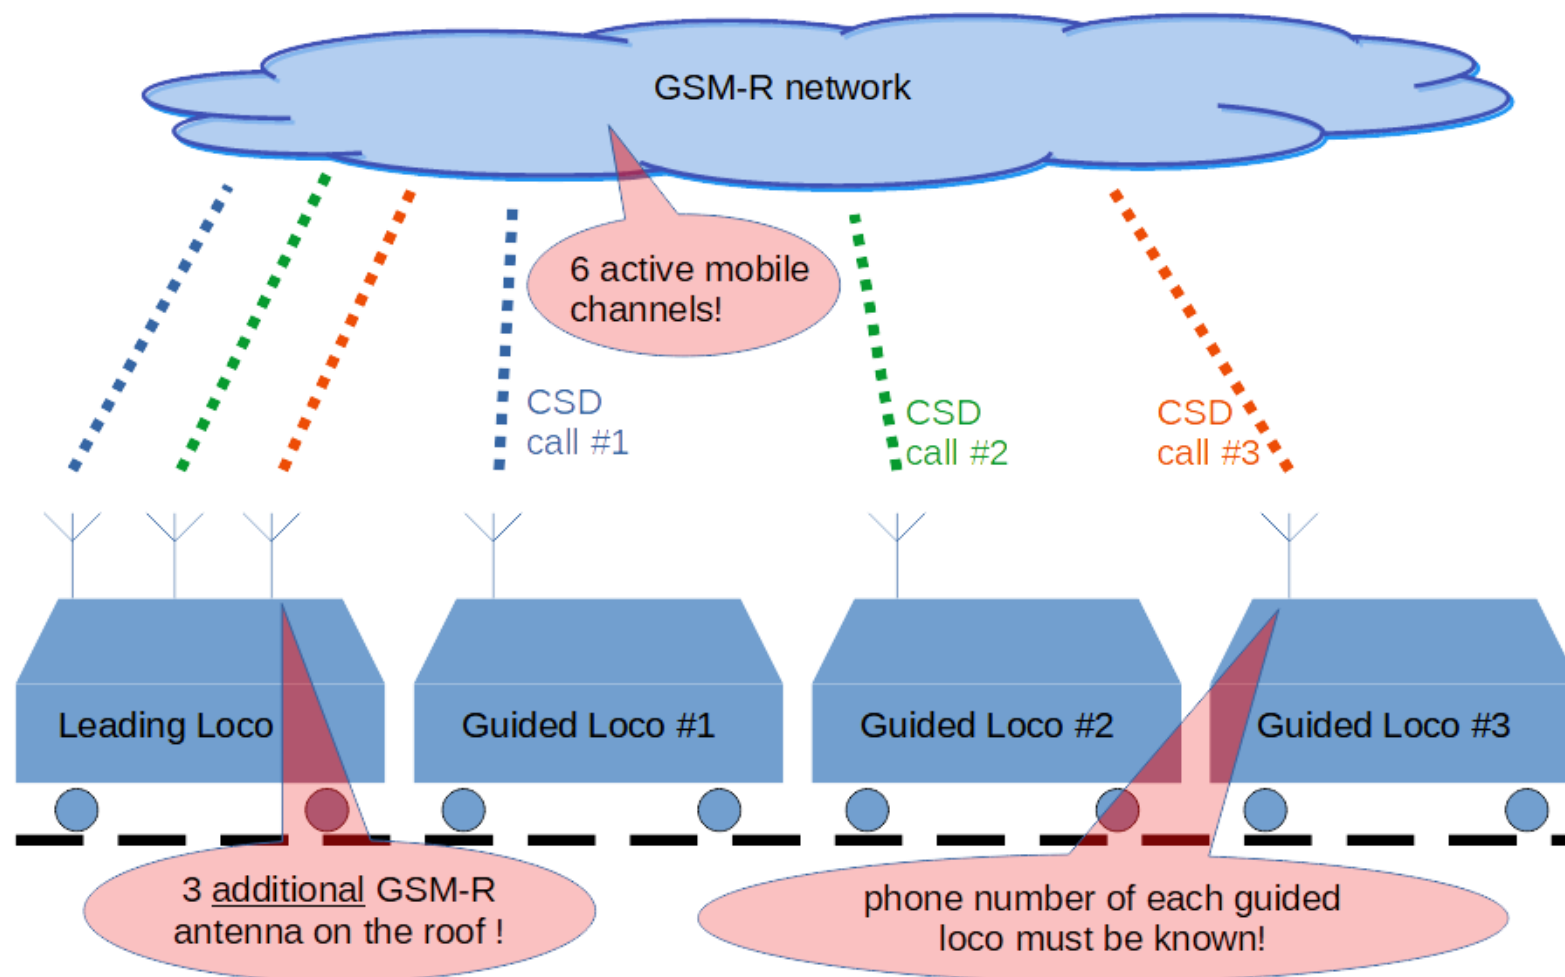 GSM-R network
6 active mobile
channels!
CSD
call #1
CSD
call #2
CSD
call #3
Leading Loco
Guided Loco #1
Guided Loco #2
Guided Loco #3
3 additional GSM-R
antenna on the roof !
phone number of each guided
loco must be known!